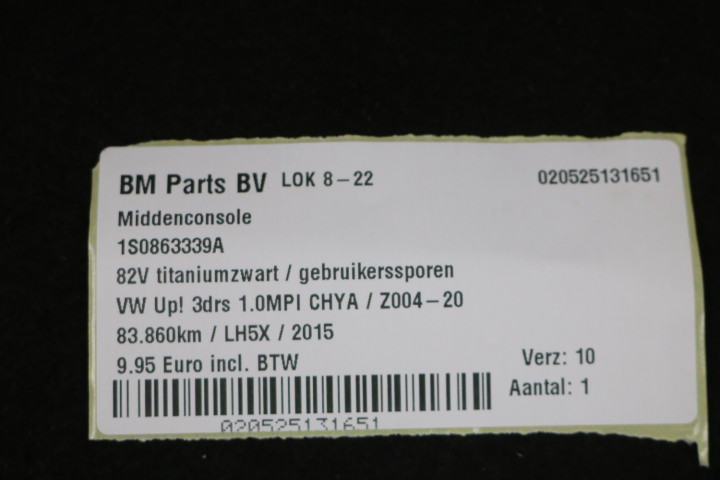 BM Parts BV LOK 8-22 020525131651
Middenconsole
1S0863339A
82V titaniumzwart / gebruikerssporen
VW Up! 3drs 1.0MPI CHYA / Z004-20
83.860km / LH5X / 2015
9.95 Euro incl. BTW Verz: 10
Aantal: 1
020525131651